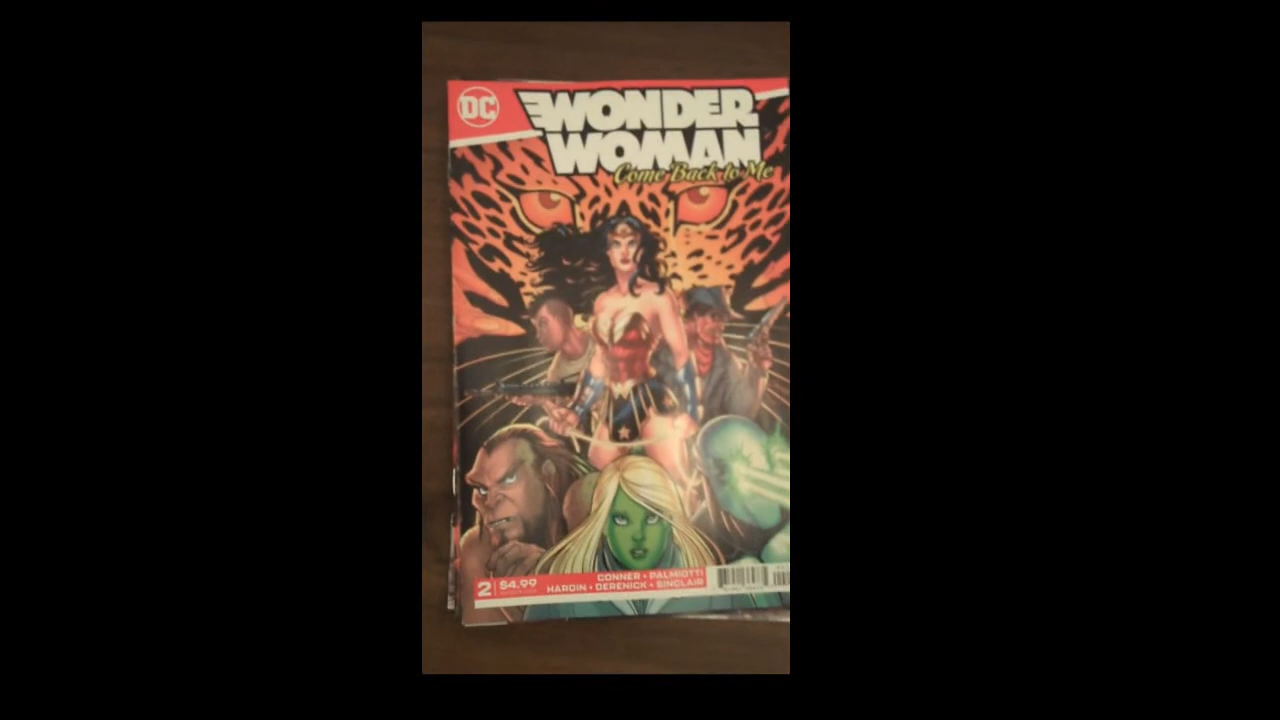 DC
WONDER
WOMAN
Come Back to Me
2 $4.99
CONNER • PALMIOTTI
HARDIN • DERENICK • SINCLAIR